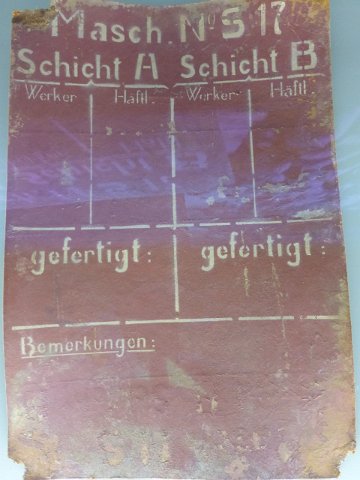 Masch. No S 17
Schicht A Schicht B
Werker Häftl. Werker Häftl.
gefertigt: gefertigt:
Bemerkungen: